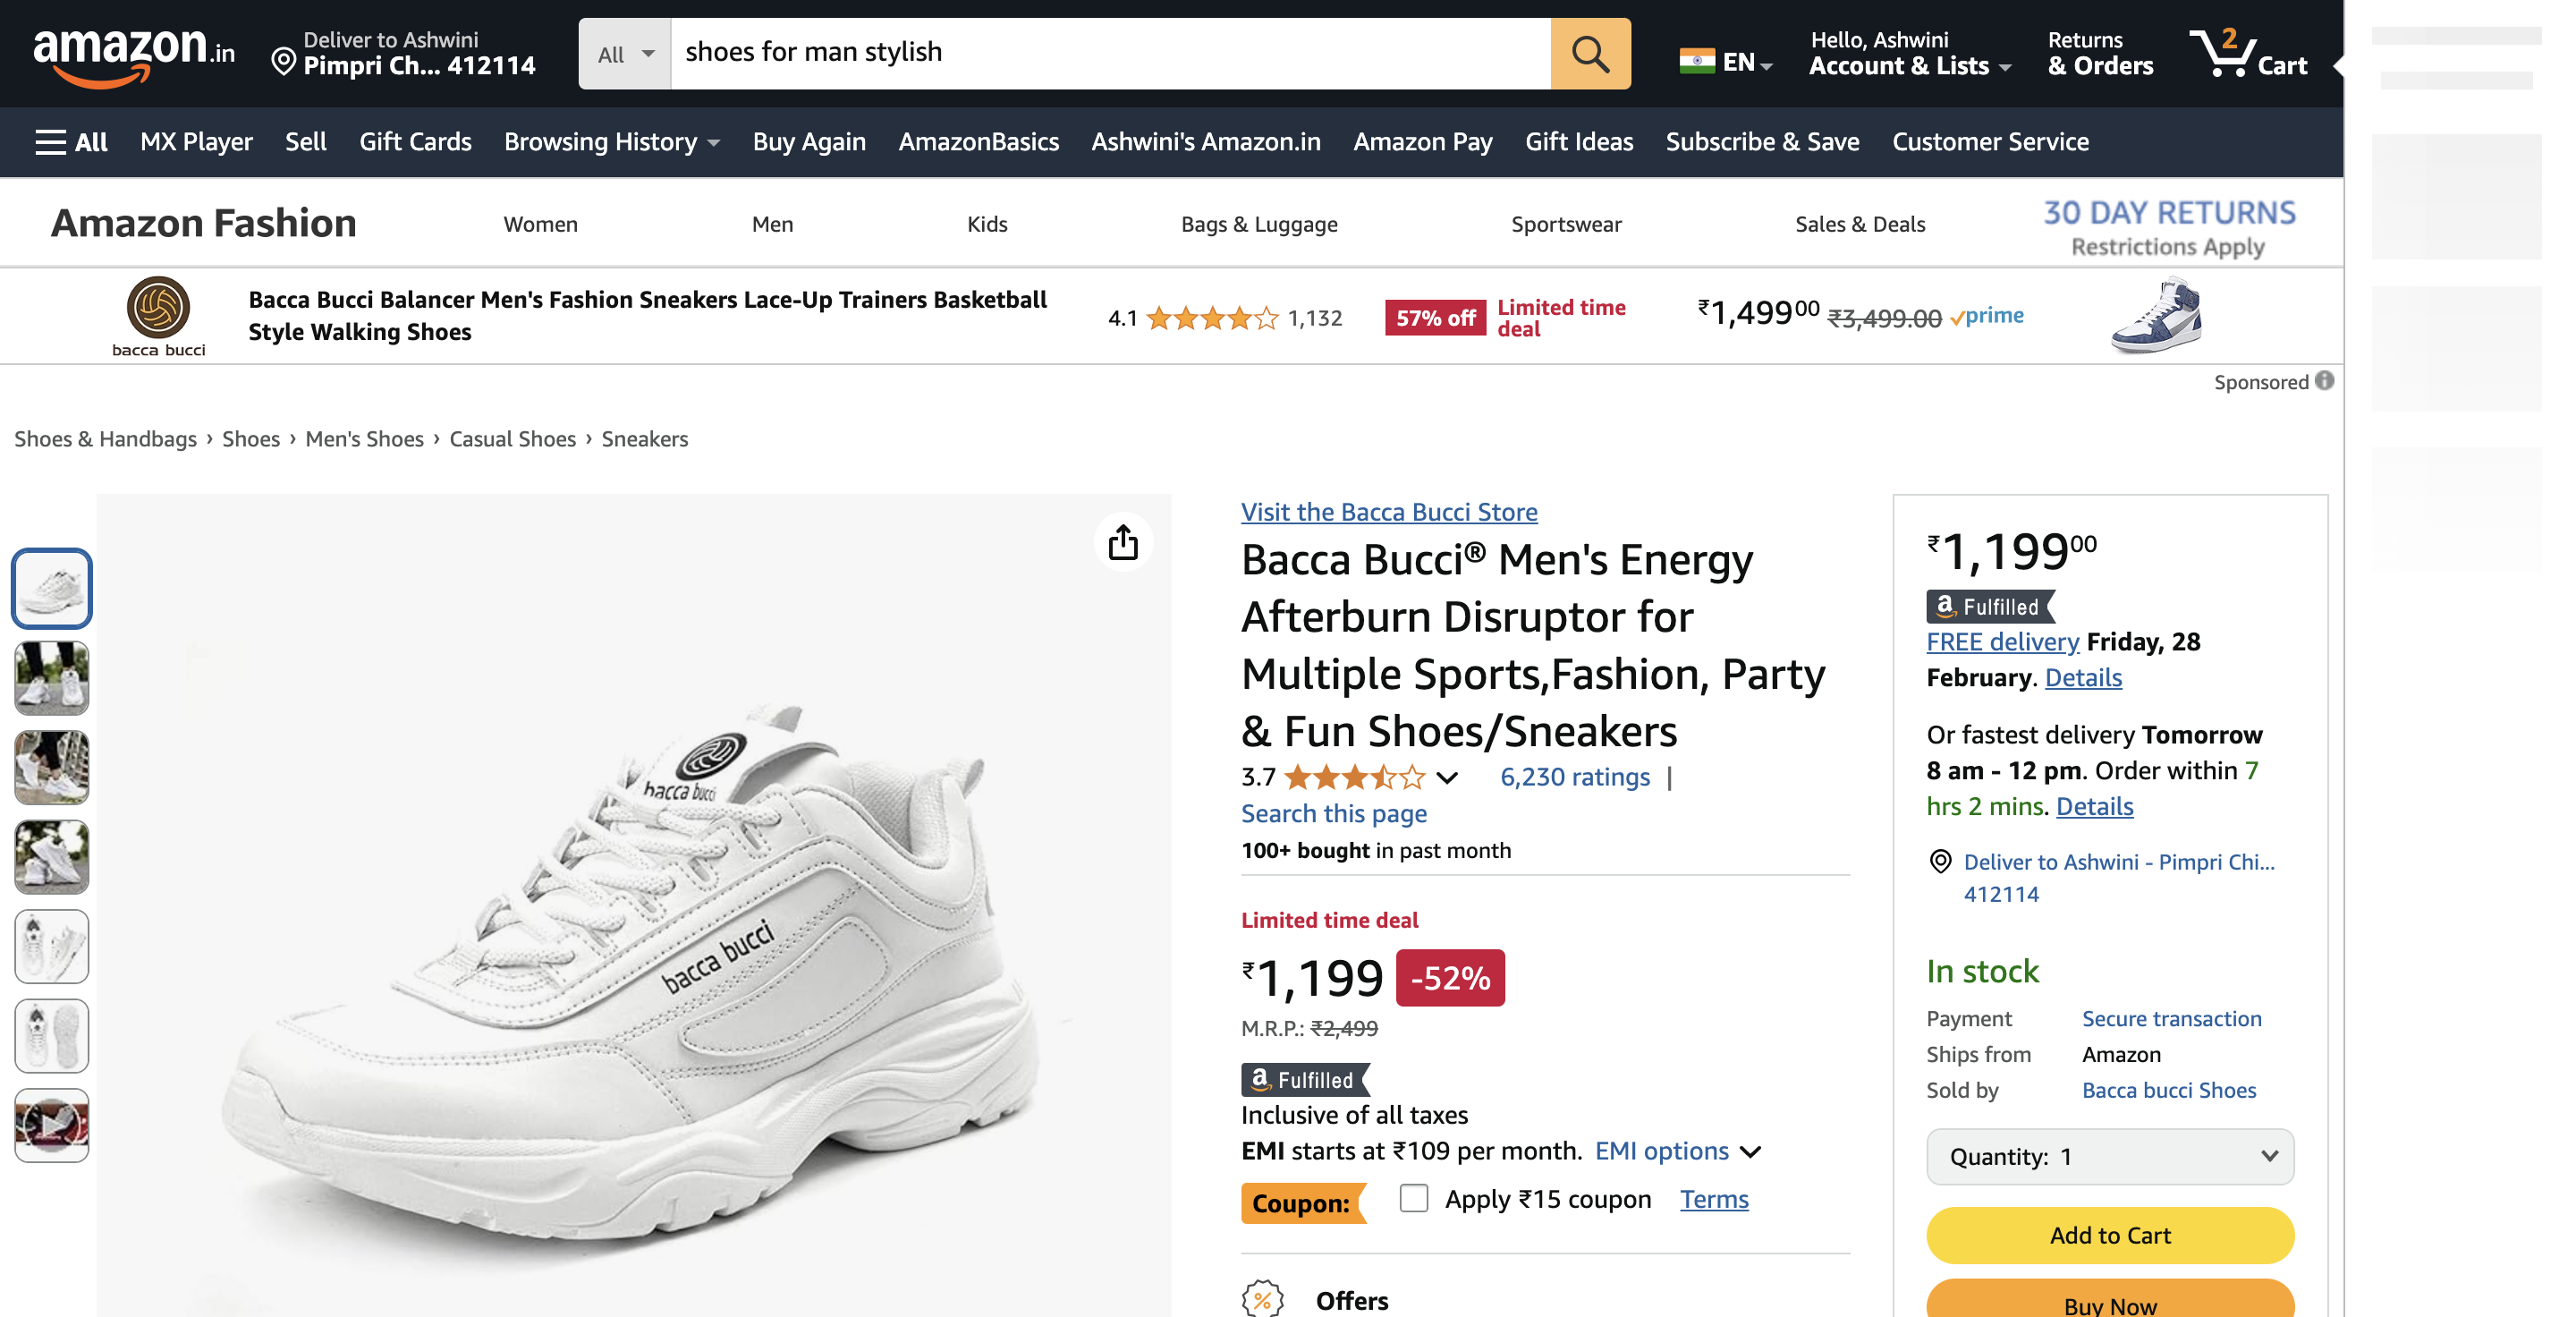 amazon.in
Deliver to Ashwini
Pimpri Ch... 412114
All
shoes for man stylish
EN
Hello, Ashwini
Account & Lists
Returns
& Orders
2
Cart
All
MX Player
Sell
Gift Cards
Browsing History
Buy Again
AmazonBasics
Ashwini's Amazon.in
Amazon Pay
Gift Ideas
Subscribe & Save
Customer Service
Amazon Fashion
Women
Men
Kids
Bags & Luggage
Sportswear
Sales & Deals
30 DAY RETURNS
Restrictions Apply
bacca bucci
Bacca Bucci Balancer Men's Fashion Sneakers Lace-Up Trainers Basketball
Style Walking Shoes
4.1
1,132
57% off
Limited time
deal
₹1,49900 ₹3,499.00 prime
Sponsored
Shoes & Handbags › Shoes › Men's Shoes › Casual Shoes › Sneakers
bacca bucci
bacca bucci
Visit the Bacca Bucci Store
Bacca Bucci® Men's Energy
Afterburn Disruptor for
Multiple Sports,Fashion, Party
& Fun Shoes/Sneakers
3.7
6,230 ratings |
Search this page
100+ bought in past month
Limited time deal
₹1,199 -52%
M.R.P.: ₹2,499
a Fulfilled
Inclusive of all taxes
EMI starts at ₹109 per month. EMI options
Coupon: Apply ₹15 coupon Terms
% Offers
₹1,19900
a Fulfilled
FREE delivery Friday, 28
February. Details
Or fastest delivery Tomorrow
8 am - 12 pm. Order within 7
hrs 2 mins. Details
Deliver to Ashwini - Pimpri Chi...
412114
In stock
Payment Secure transaction
Ships from Amazon
Sold by Bacca bucci Shoes
Quantity: 1
Add to Cart
Buy Now